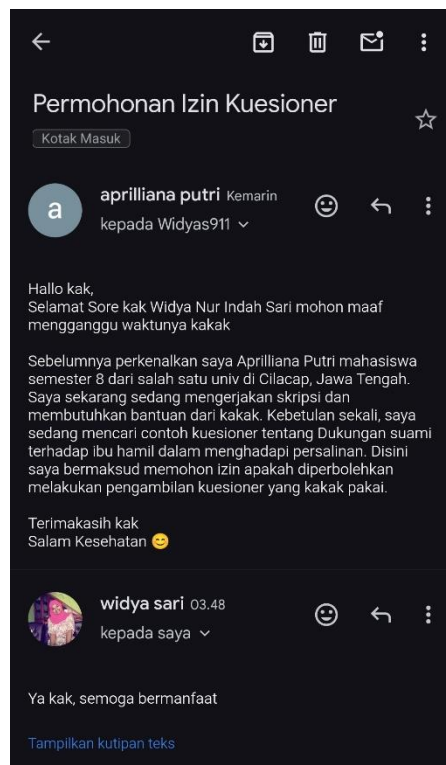 Permohonan Izin Kuesioner
Kotak Masuk
a
aprilliana putri Kemarin
kepada Widyas911
Hallo kak,
Selamat Sore kak Widya Nur Indah Sari mohon maaf
mengganggu waktunya kakak
Sebelumnya perkenalkan saya Aprilliana Putri mahasiswa
semester 8 dari salah satu univ di Cilacap, Jawa Tengah.
Saya sekarang sedang mengerjakan skripsi dan
membutuhkan bantuan dari kakak. Kebetulan sekali, saya
sedang mencari contoh kuesioner tentang Dukungan suami
terhadap ibu hamil dalam menghadapi persalinan. Disini
saya bermaksud memohon izin apakah diperbolehkan
melakukan pengambilan kuesioner yang kakak pakai.
Terimakasih kak
Salam Kesehatan 😊
widya sari 03.48
kepada saya
Ya kak, semoga bermanfaat
Tampilkan kutipan teks